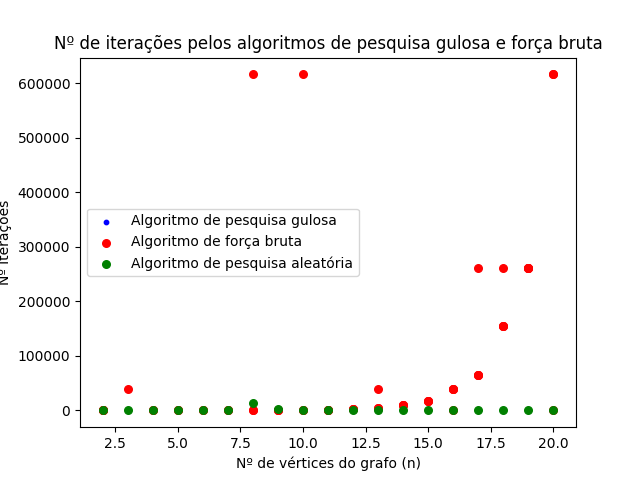 Nº de iterações pelos algoritmos de pesquisa gulosa e força bruta
600000
500000
400000
300000
200000
100000
0
Nº iterações
Algoritmo de pesquisa gulosa
Algoritmo de força bruta
Algoritmo de pesquisa aleatória
2.5 5.0 7.5 10.0 12.5 15.0 17.5 20.0
Nº de vértices do grafo (n)